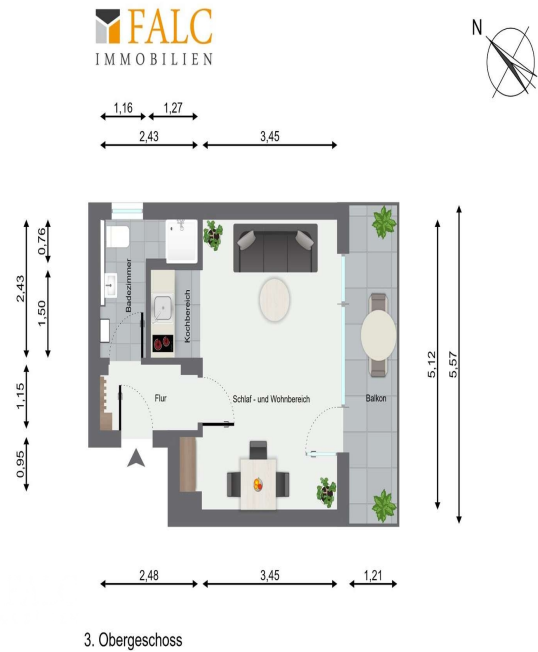 FALC
IMMOBILIEN
N
1,16
1,27
2,43
3,45
2,43
0,76
1,50
1,15
0,95
Badezimmer
Kochbereich
Flur
Schlaf - und Wohnbereich
Balkon
5,12
5,57
2,48
3,45
1,21
3. Obergeschoss